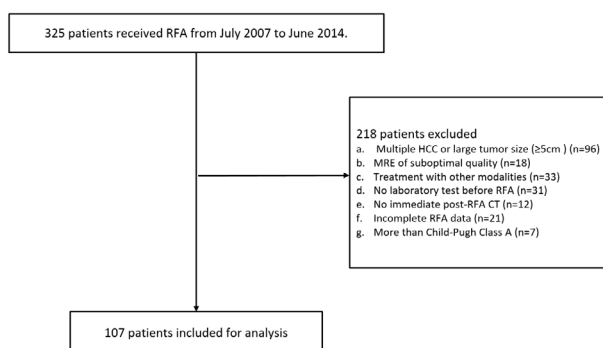 325 patients received RFA from July 2007 to June 2014.
218 patients excluded
a. Multiple HCC or large tumor size (≥5cm ) (n=96)
b. MRE of suboptimal quality (n=18)
c. Treatment with other modalities (n=33)
d. No laboratory test before RFA (n=31)
e. No immediate post-RFA CT (n=12)
f. Incomplete RFA data (n=21)
g. More than Child-Pugh Class A (n=7)
107 patients included for analysis